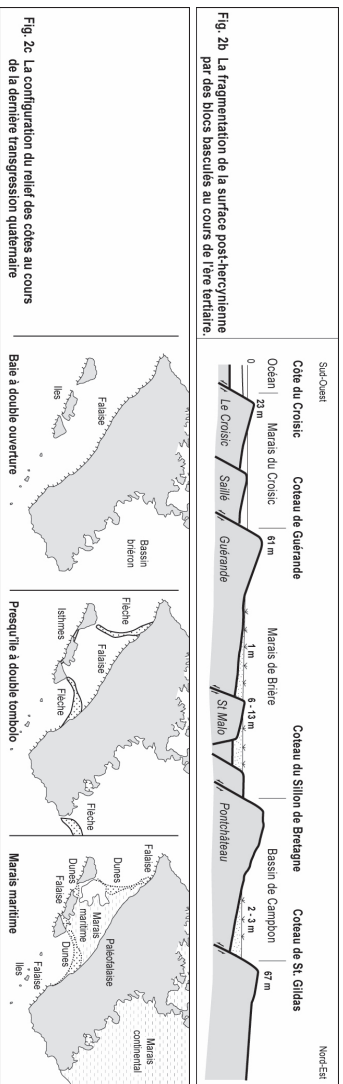 Fig. 2b La fragmentation de la surface post-hercynienne
par des blocs basculés au cours de l'ère tertiaire.
Sud-Ouest
Nord-Est
Côte du Croisic
Coteau de Guérande
Coteau du Sillon de Bretagne
Coteau de St. Gildas
Océan
Marais du Croisic
Marais de Brière
Bassin de Campbon
0
23 m
61 m
1 m
6 - 13 m
2 - 3 m
67 m
Le Croisic
Saillé
Guérande
St Malo
Pontchâteau
Fig. 2c La configuration du relief des côtes au cours
de la dernière transgression quaternaire
Falaise
Iles
Bassin
briéron
Baie à double ouverture
Flèche
Falaise
Isthmes
Flèche
Flèche
Presqu'île à double tombolo
Falaise
Dunes
Marais
maritime
Paléofalaise
Dunes
Falaise
Dunes
Falaise
Iles
Marais
continental
Marais maritime